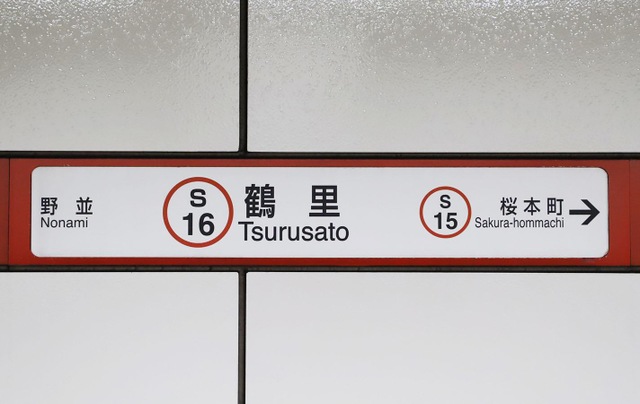 野並
Nonami
S
16
鶴里
Tsurusato
S
15
桜本町
Sakura-hommachi